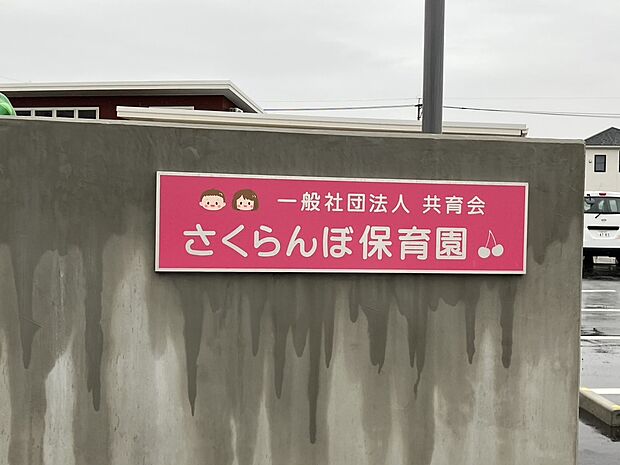 一般社団法人 共育会
さくらんぼ保育園